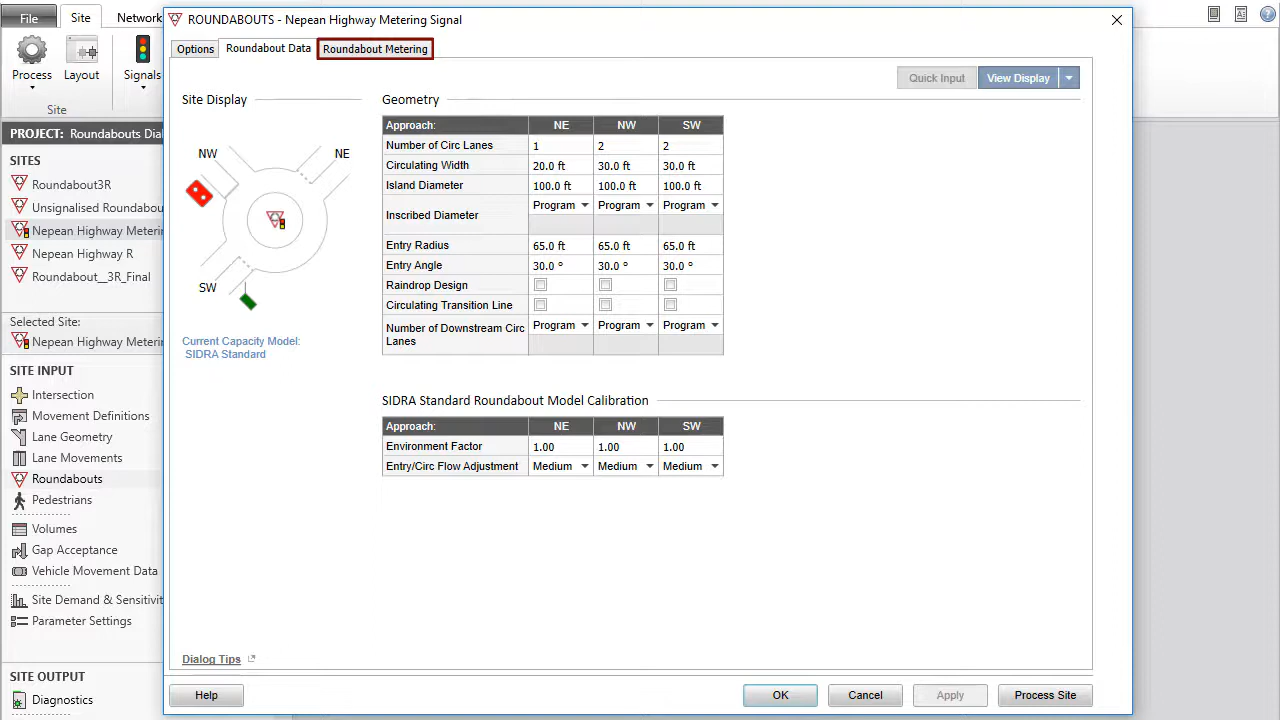 ROUNDABOUTS - Nepean Highway Metering Signal
File
Site
Network
Process
Layout
Signals
Site
Options
Roundabout Data
Roundabout Metering
Quick Input
View Display
PROJECT: Roundabouts Dia
SITES
Roundabout3R
Unsignalised Roundabou
Nepean Highway Meterin
Nepean Highway R
Roundabout__3R_Final
Selected Site:
Nepean Highway Meterin
SITE INPUT
Intersection
Movement Definitions
Lane Geometry
Lane Movements
Roundabouts
Pedestrians
Volumes
Gap Acceptance
Vehicle Movement Data
Site Demand & Sensitivit
Parameter Settings
SITE OUTPUT
Diagnostics
Site Display
NW
NE
SW
Current Capacity Model:
SIDRA Standard
Geometry
Approach: NE NW SW
Number of Circ Lanes 1 2 2
Circulating Width 20.0 ft 30.0 ft 30.0 ft
Island Diameter 100.0 ft 100.0 ft 100.0 ft
Inscribed Diameter Program Program Program
Entry Radius 65.0 ft 65.0 ft 65.0 ft
Entry Angle 30.0 º 30.0 º 30.0 º
Raindrop Design
Circulating Transition Line
Number of Downstream Circ Program Program Program
Lanes
SIDRA Standard Roundabout Model Calibration
Approach: NE NW SW
Environment Factor 1.00 1.00 1.00
Entry/Circ Flow Adjustment Medium Medium Medium
Dialog Tips
Help
OK
Cancel
Apply
Process Site